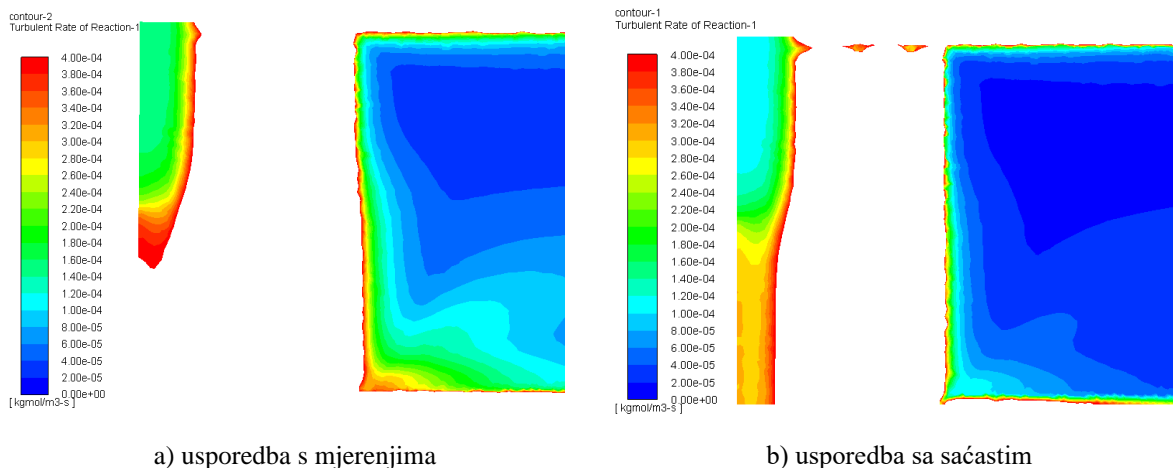 contour-2
Turbulent Rate of Reaction-1
4.00e-04
3.60e-04
3.20e-04
2.80e-04
2.40e-04
2.00e-04
1.60e-04
1.20e-04
8.00e-05
4.00e-05
0.00e+00
3.80e-04
3.40e-04
3.00e-04
2.60e-04
2.20e-04
1.80e-04
1.40e-04
1.00e-04
6.00e-05
2.00e-05
[ kgmol/m3-s ]
a) usporedba s mjerenjima
contour-1
Turbulent Rate of Reaction-1
4.00e-04
3.60e-04
3.20e-04
2.80e-04
2.40e-04
2.00e-04
1.60e-04
1.20e-04
8.00e-05
4.00e-05
0.00e+00
3.80e-04
3.40e-04
3.00e-04
2.60e-04
2.20e-04
1.80e-04
1.40e-04
1.00e-04
6.00e-05
2.00e-05
[ kgmol/m3-s ]
b) usporedba sa saćastim